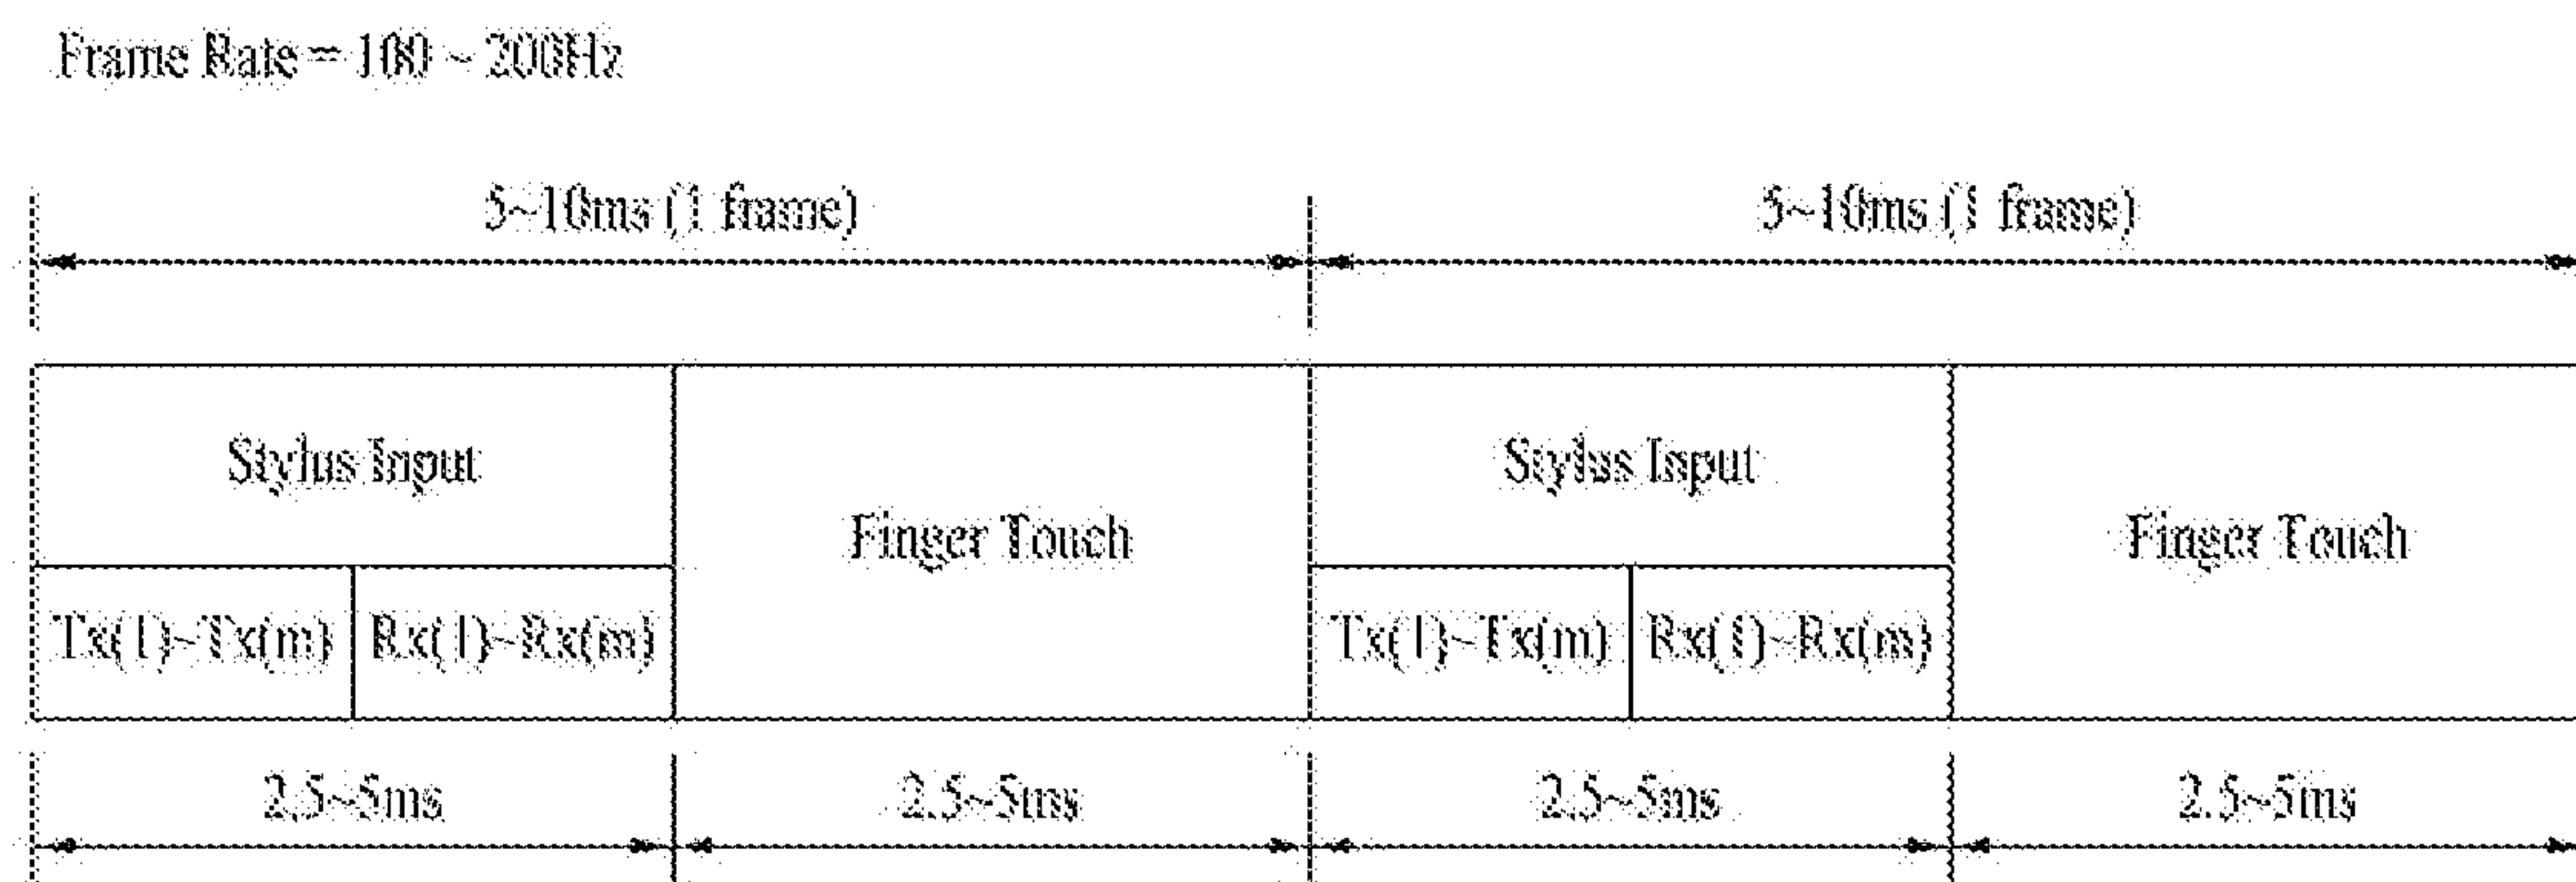 Frame Rate = 100 ~ 200Hz
5~10ms (1 frame) 5~10ms (1 frame)
Stylus Input Stylus Input
Finger Touch Finger Touch
Tx(1)~Tx(m) Rx(1)~Rx(m) Tx(1)~Tx(m) Rx(1)~Rx(m)
2.5~5ms 2.5~5ms 2.5~5ms 2.5~5ms